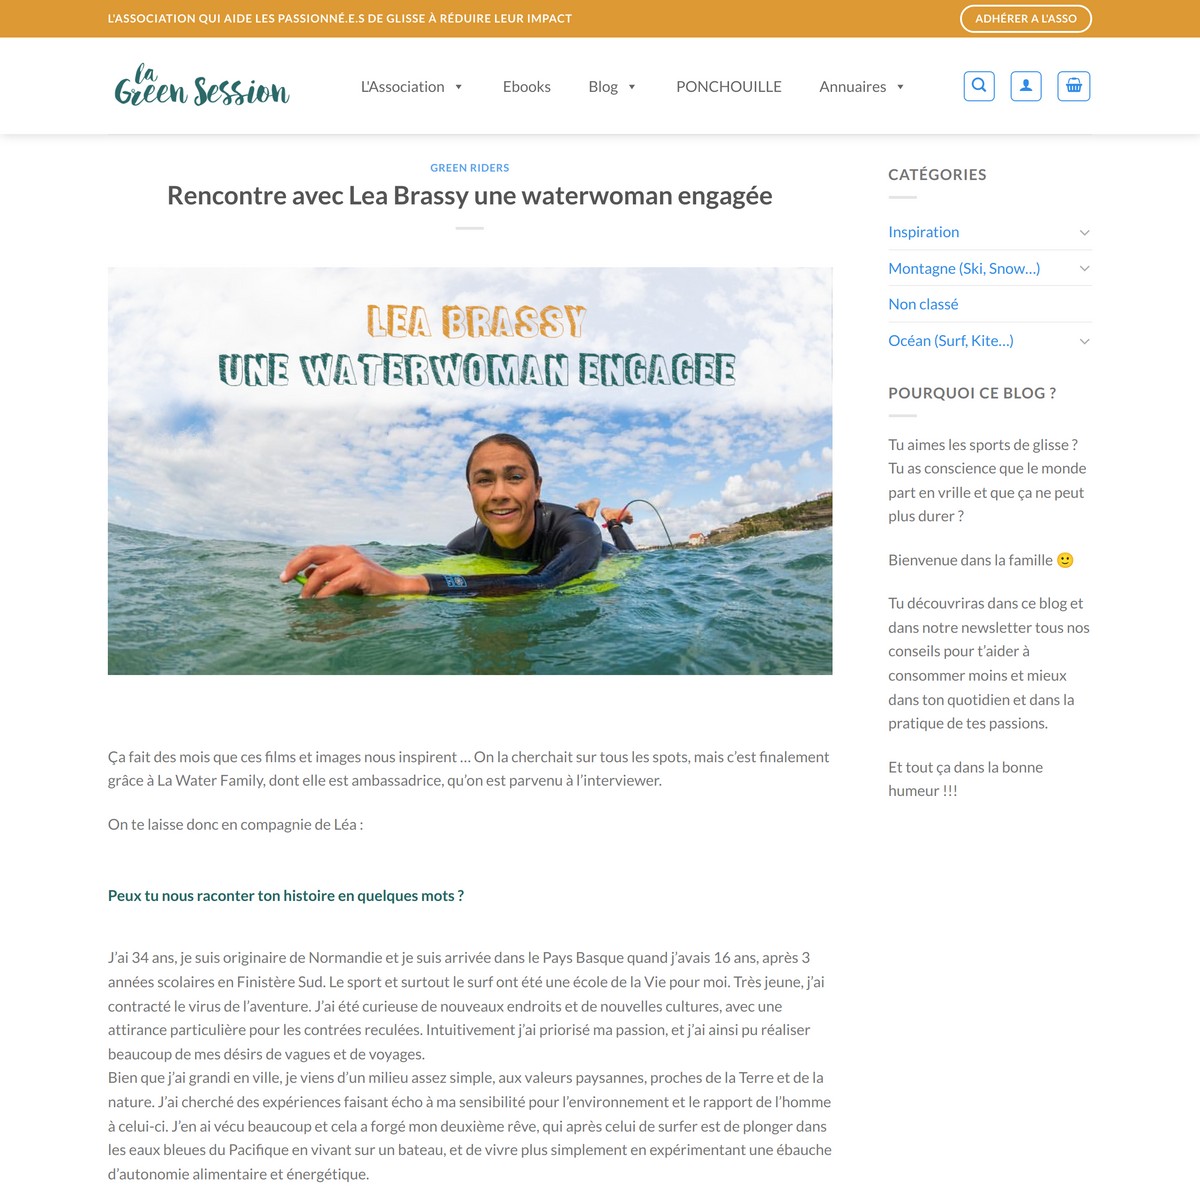 L'ASSOCIATION QUI AIDE LES PASSIONNÉ.E.S DE GLISSE À RÉDUIRE LEUR IMPACT
ADHÉRER A L'ASSO
la
Green Session
L'Association
Ebooks
Blog
PONCHOUILLE
Annuaires
GREEN RIDERS
Rencontre avec Lea Brassy une waterwoman engagée
LEA BRASSY
UNE WATERWOMAN ENGAGEE
Ça fait des mois que ces films et images nous inspirent … On la cherchait sur tous les spots, mais c’est finalement
grâce à La Water Family, dont elle est ambassadrice, qu’on est parvenu à l’interviewer.
On te laisse donc en compagnie de Léa :
Peux tu nous raconter ton histoire en quelques mots ?
J’ai 34 ans, je suis originaire de Normandie et je suis arrivée dans le Pays Basque quand j’avais 16 ans, après 3
années scolaires en Finistère Sud. Le sport et surtout le surf ont été une école de la Vie pour moi. Très jeune, j’ai
contracté le virus de l’aventure. J’ai été curieuse de nouveaux endroits et de nouvelles cultures, avec une
attirance particulière pour les contrées reculées. Intuitivement j’ai priorisé ma passion, et j’ai ainsi pu réaliser
beaucoup de mes désirs de vagues et de voyages.
Bien que j’ai grandi en ville, je viens d’un milieu assez simple, aux valeurs paysannes, proches de la Terre et de la
nature. J’ai cherché des expériences faisant écho à ma sensibilité pour l’environnement et le rapport de l’homme
à celui-ci. J’en ai vécu beaucoup et cela a forgé mon deuxième rêve, qui après celui de surfer est de plonger dans
les eaux bleues du Pacifique en vivant sur un bateau, et de vivre plus simplement en expérimentant une ébauche
d’autonomie alimentaire et énergétique.
CATÉGORIES
Inspiration
Montagne (Ski, Snow…)
Non classé
Océan (Surf, Kite…)
POURQUOI CE BLOG ?
Tu aimes les sports de glisse ?
Tu as conscience que le monde
part en vrille et que ça ne peut
plus durer ?
Bienvenue dans la famille 🙂
Tu découvriras dans ce blog et
dans notre newsletter tous nos
conseils pour t’aider à
consommer moins et mieux
dans ton quotidien et dans la
pratique de tes passions.
Et tout ça dans la bonne
humeur !!!